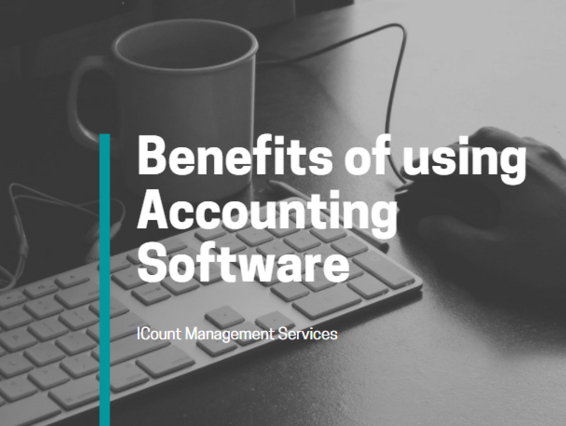 Benefits of using
Accounting
Software
ICount Management Services